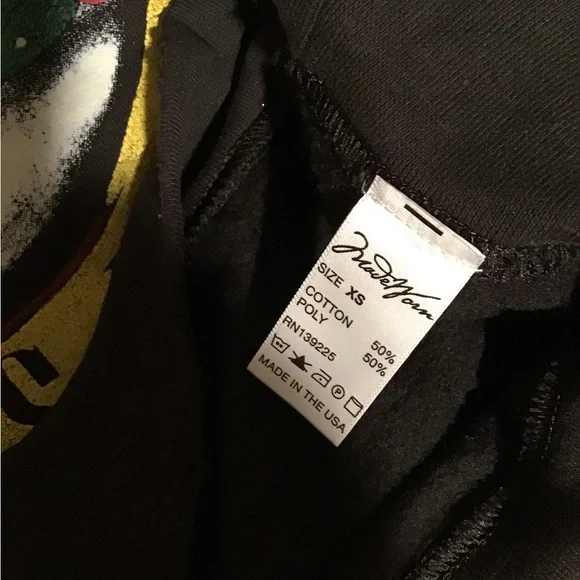 MadeWorn
SIZE XS
COTTON 50%
POLY 50%
RN139225
P
MADE IN THE USA